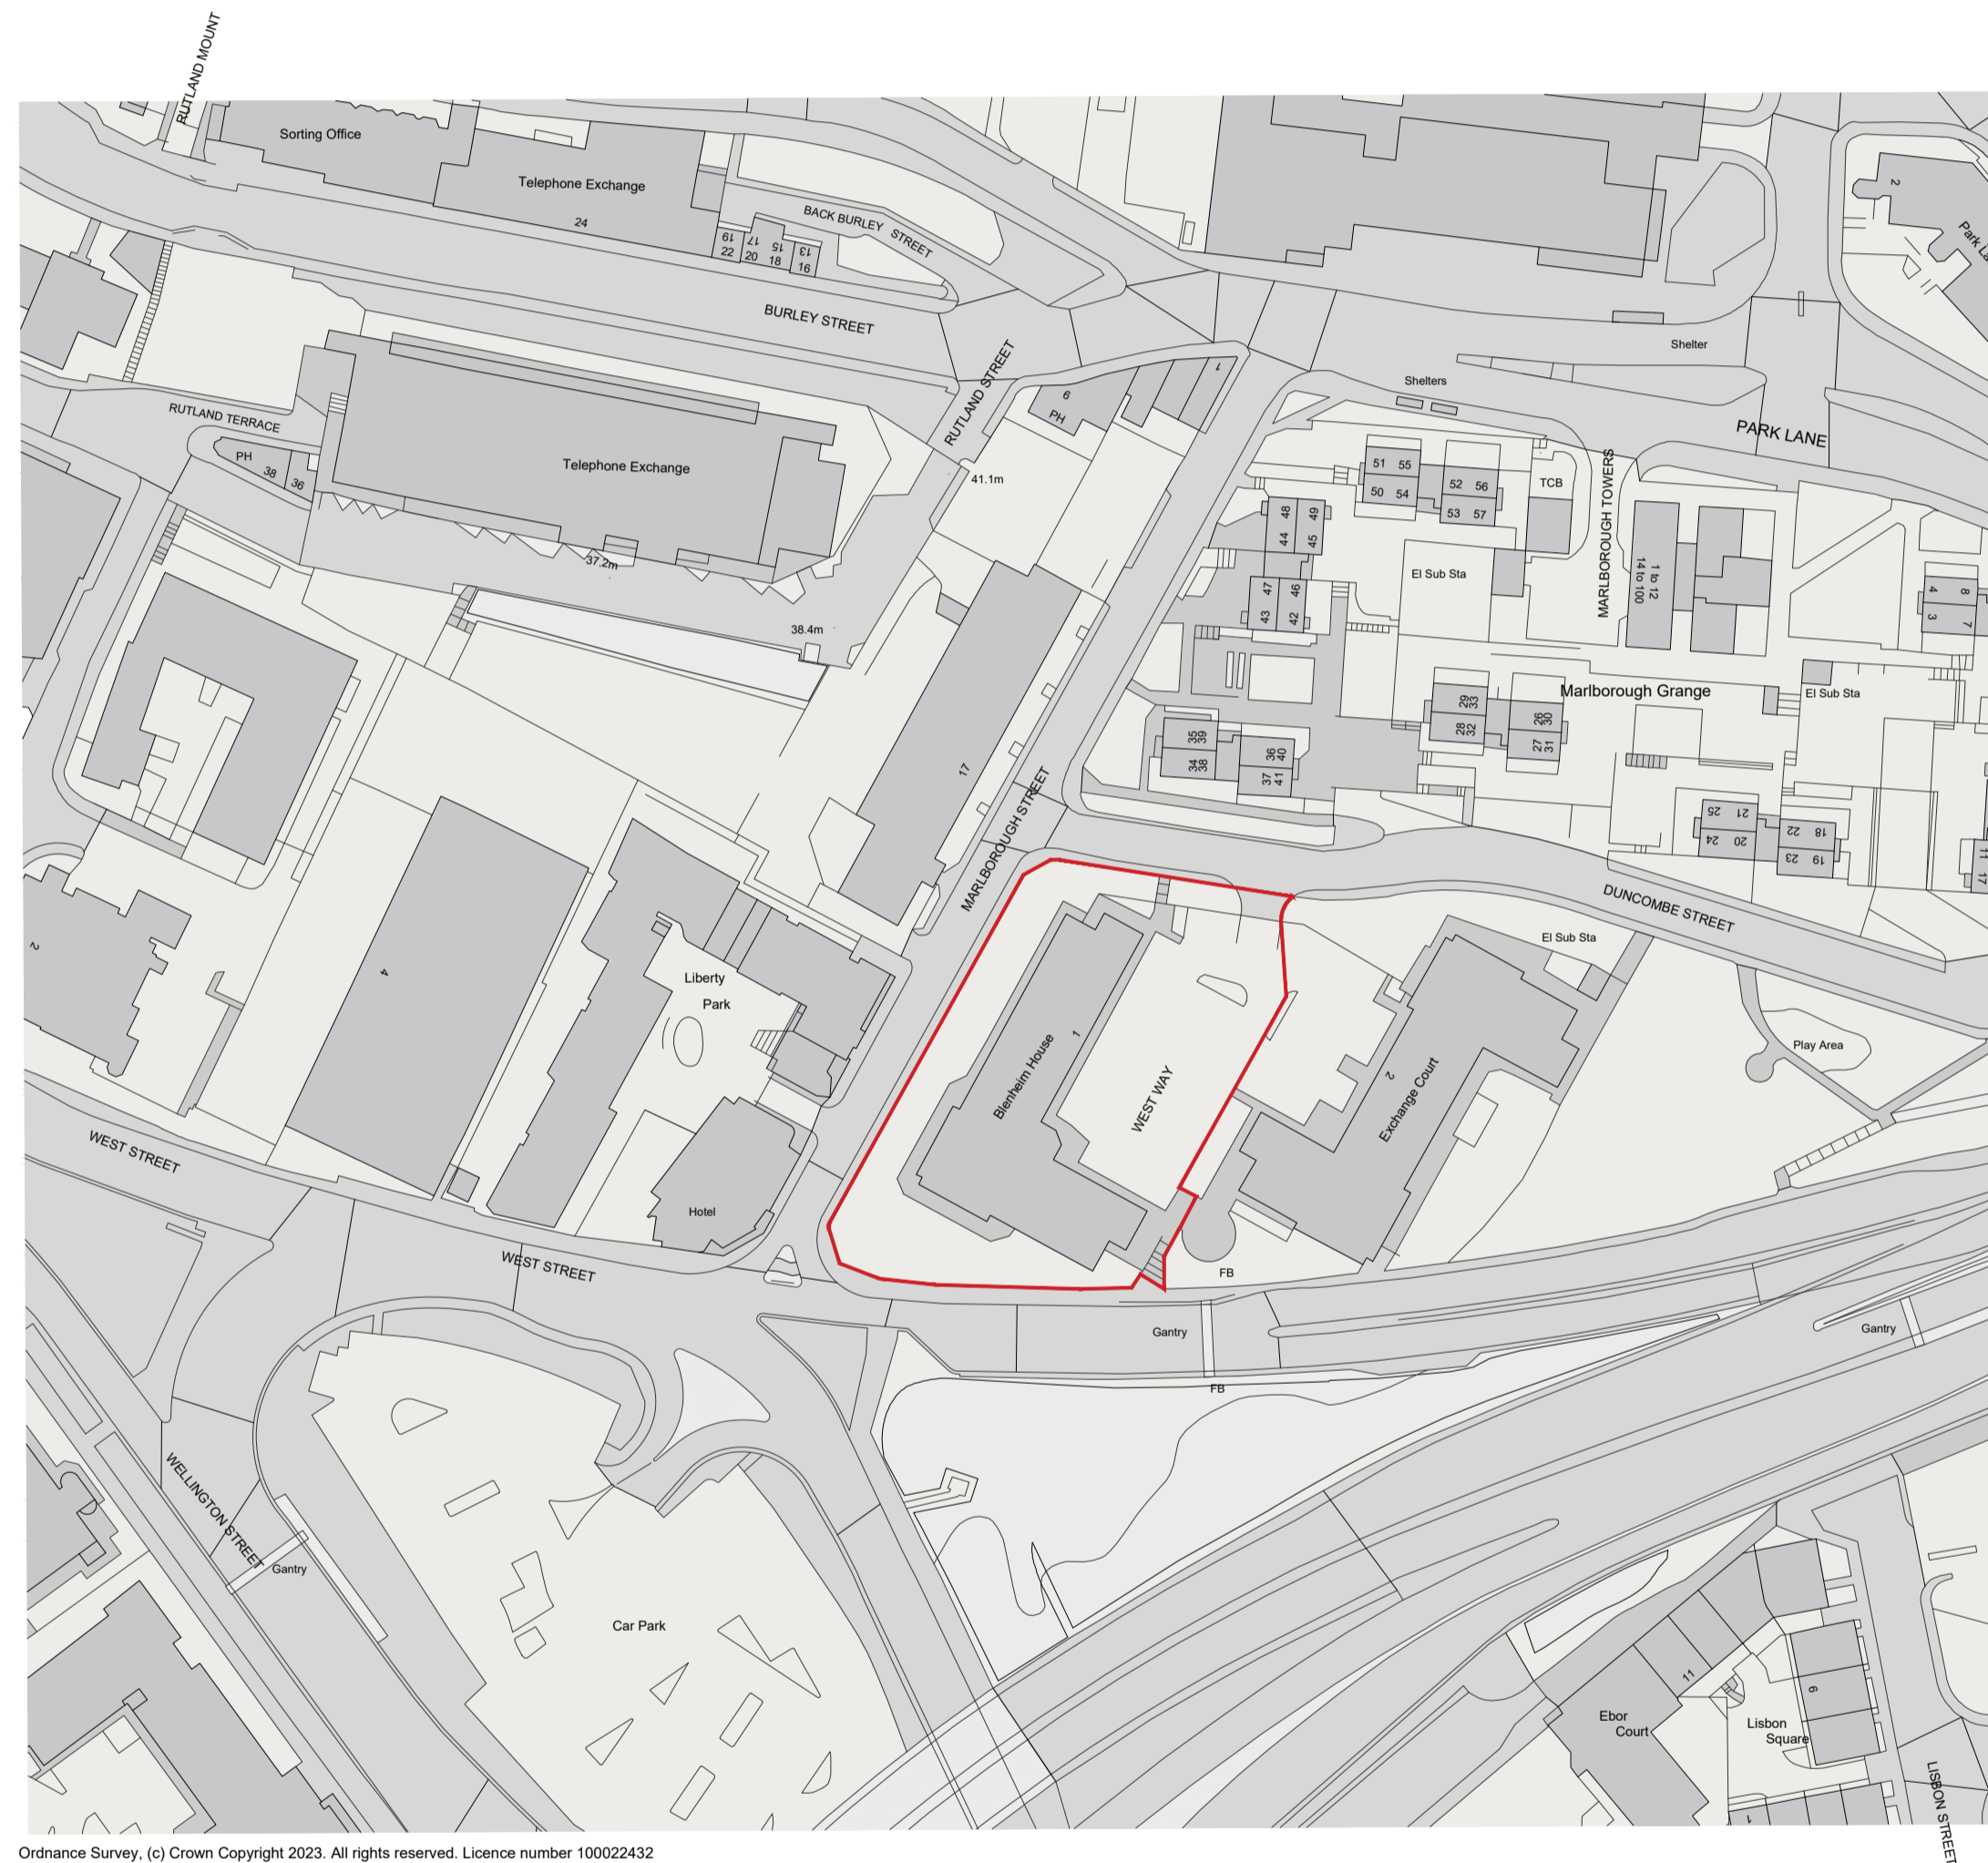 RUTLAND MOUNT
Sorting Office
Telephone Exchange
24
BACK BURLEY STREET
19
17
15
13
22
20
18
16
2
BURLEY STREET
Shelter
RUTLAND STREET
1
6
PH
Shelters
PARK LANE
RUTLAND TERRACE
PH
38
36
Telephone Exchange
41.1m
51 55
50 54
52 56
53 57
TCB
MARLBOROUGH TOWERS
48
49
44
45
37.2m
El Sub Sta
1 to 12
14 to 100
47
46
43
42
4
8
3
7
38.4m
Marlborough Grange
El Sub Sta
29
33
28
32
26
30
27
31
35
39
34
38
36
40
37
41
17
MARLBOROUGH STREET
25
21
24
20
22
18
23
19
11
17
DUNCOMBE STREET
El Sub Sta
2
4
Liberty
Park
Blenheim House
1
WEST WAY
2
Exchange Court
Play Area
WEST STREET
Hotel
WEST STREET
FB
Gantry
Gantry
FB
WELLINGTON STREET
Gantry
Car Park
11
6
Ebor
Court
Lisbon
Square
LISBON STREET
1
Ordnance Survey, (c) Crown Copyright 2023. All rights reserved. Licence number 100022432